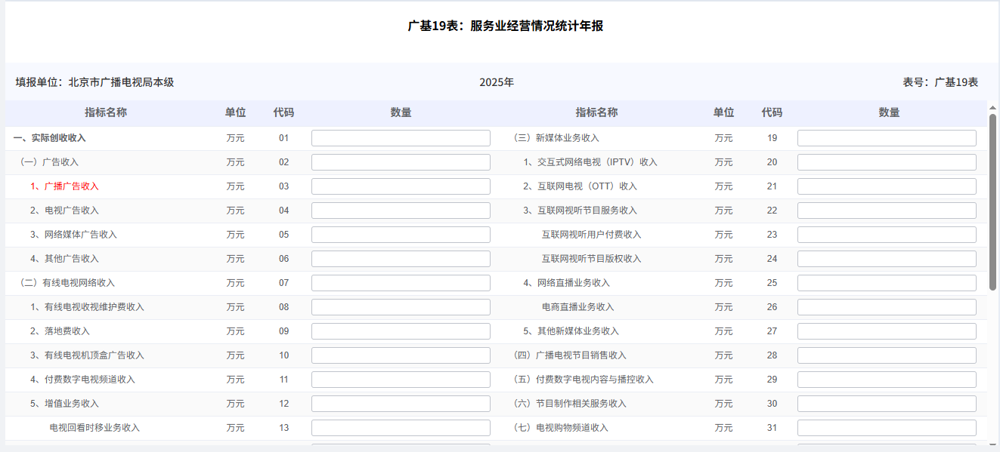 广基19表：服务业经营情况统计年报
填报单位：北京市广播电视局本级 2025年 表号：广基19表
指标名称 单位 代码 数量 指标名称 单位 代码 数量
一、实际创收收入 万元 01 （三）新媒体业务收入 万元 19
（一）广告收入 万元 02 1、交互式网络电视（IPTV）收入 万元 20
1、广播广告收入 万元 03 2、互联网电视（OTT）收入 万元 21
2、电视广告收入 万元 04 3、互联网视听节目服务收入 万元 22
3、网络媒体广告收入 万元 05 互联网视听用户付费收入 万元 23
4、其他广告收入 万元 06 互联网视听节目版权收入 万元 24
（二）有线电视网络收入 万元 07 4、网络直播业务收入 万元 25
1、有线电视收视维护费收入 万元 08 电商直播业务收入 万元 26
2、落地费收入 万元 09 5、其他新媒体业务收入 万元 27
3、有线电视机顶盒广告收入 万元 10 （四）广播电视节目销售收入 万元 28
4、付费数字电视频道收入 万元 11 （五）付费数字电视内容与播控收入 万元 29
5、增值业务收入 万元 12 （六）节目制作相关服务收入 万元 30
电视回看时移业务收入 万元 13 （七）电视购物频道收入 万元 31